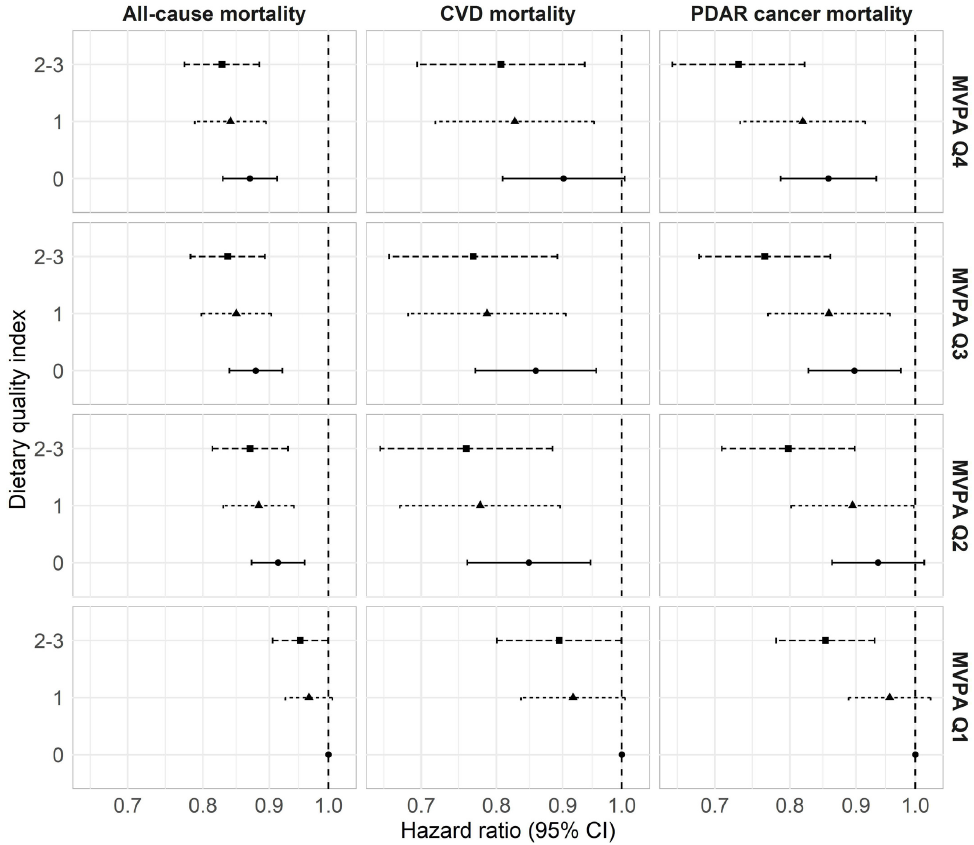 All-cause mortality CVD mortality PDAR cancer mortality
2-3
1
0
MVPA Q4
2-3
1
0
MVPA Q3
Dietary quality index
2-3
1
0
MVPA Q2
2-3
1
0
MVPA Q1
0.7 0.8 0.9 1.0 0.7 0.8 0.9 1.0 0.7 0.8 0.9 1.0
Hazard ratio (95% CI)